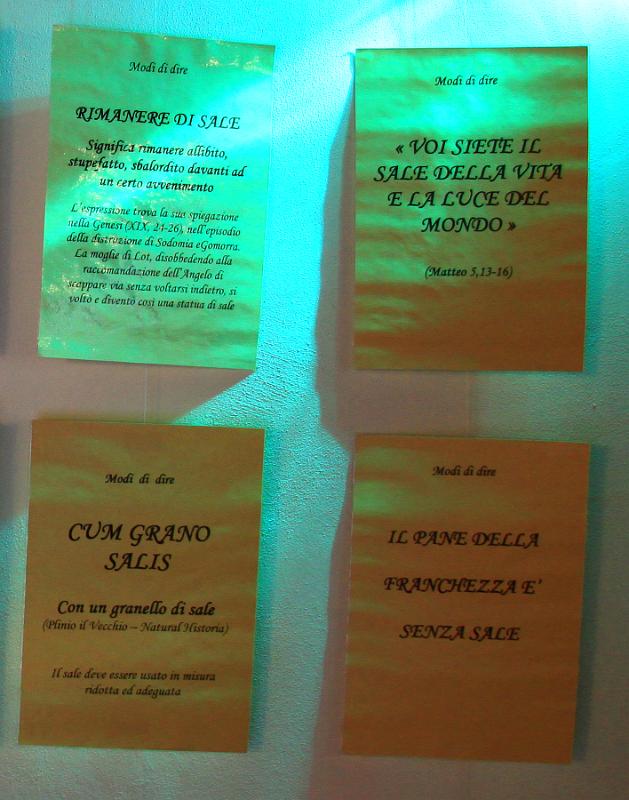 Modi di dire
RIMANERE DI SALE
Significa rimanere allibito,
stupefatto, sbalordito davanti ad
un certo avvenimento
L'espressione trova la sua spiegazione
nella Genesi (XIX, 24-26), nell'episodio
della distruzione di Sodomia eGomorra.
La moglie di Lot, disobbedendo alla
raccomandazione dell'Angelo di
scappare via senza voltarsi indietro, si
voltò e diventò così una statua di sale
Modi di dire
« VOI SIETE IL
SALE DELLA VITA
E LA LUCE DEL
MONDO »
(Matteo 5,13-16)
Modi di dire
CUM GRANO
SALIS
Con un granello di sale
(Plinio il Vecchio – Natural Historia)
Il sale deve essere usato in misura
ridotta ed adeguata
Modi di dire
IL PANE DELLA
FRANCHEZZA E'
SENZA SALE